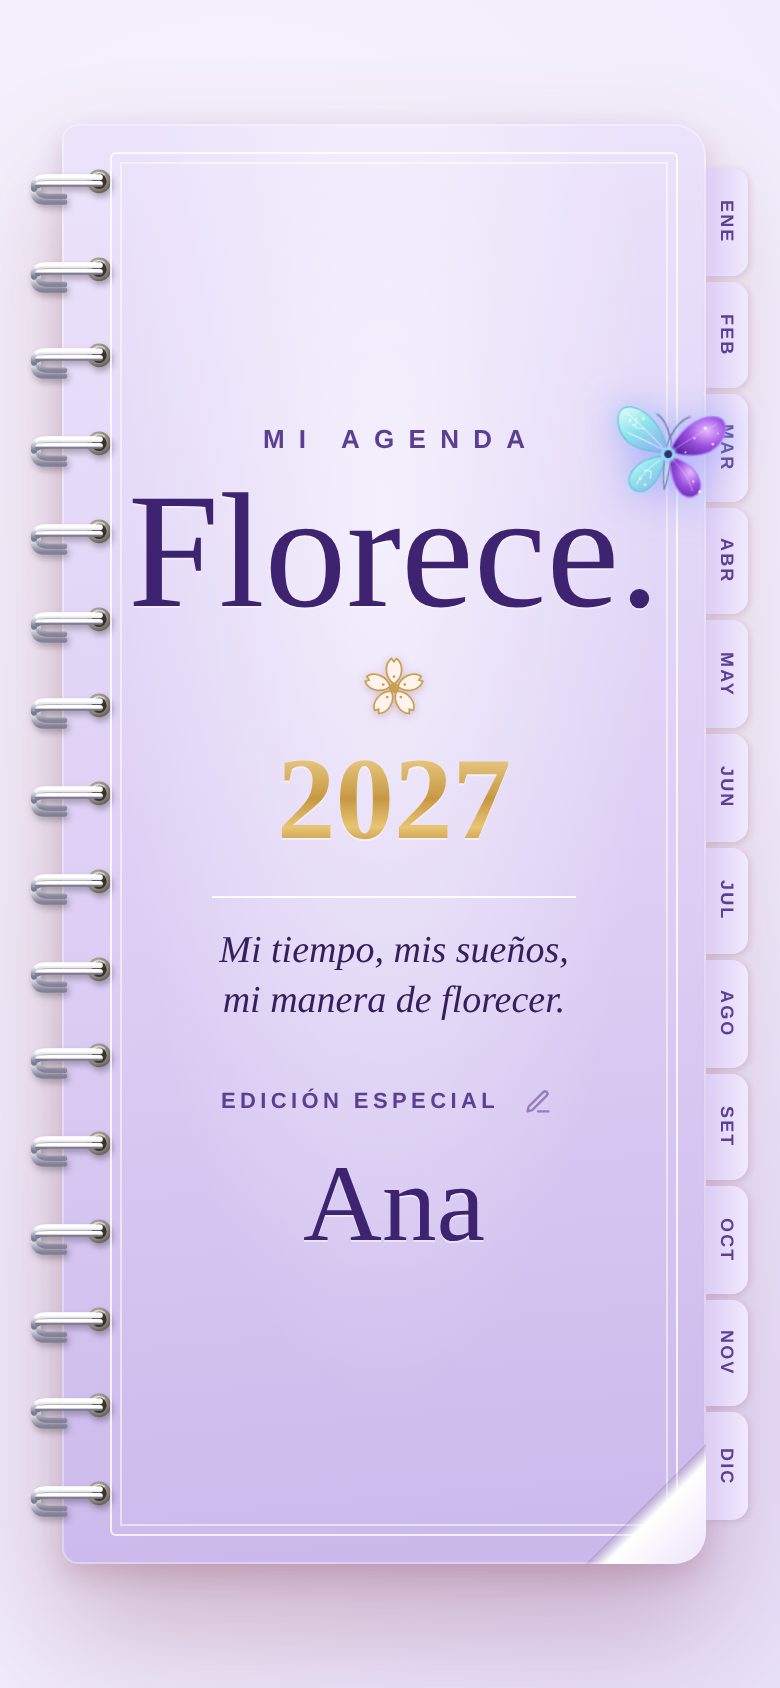 MI AGENDA
Florece.
2027
Mi tiempo, mis sueños,
mi manera de florecer.
EDICIÓN ESPECIAL
Ana
ENE
FEB
MAR
ABR
MAY
JUN
JUL
AGO
SET
OCT
NOV
DIC